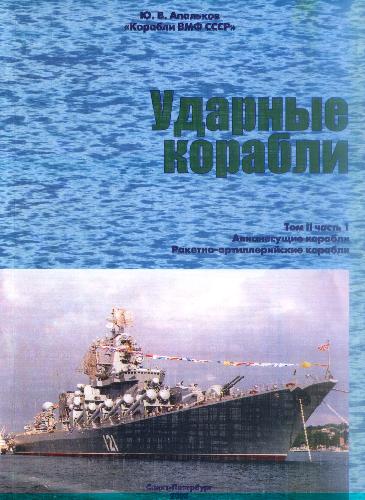 Ю. В. Апальков
«Корабли ВМФ СССР»
Ударные
корабли
Том II часть 1
Авианесущие корабли
Ракетно-артиллерийские корабли
121
Санкт-Петербург